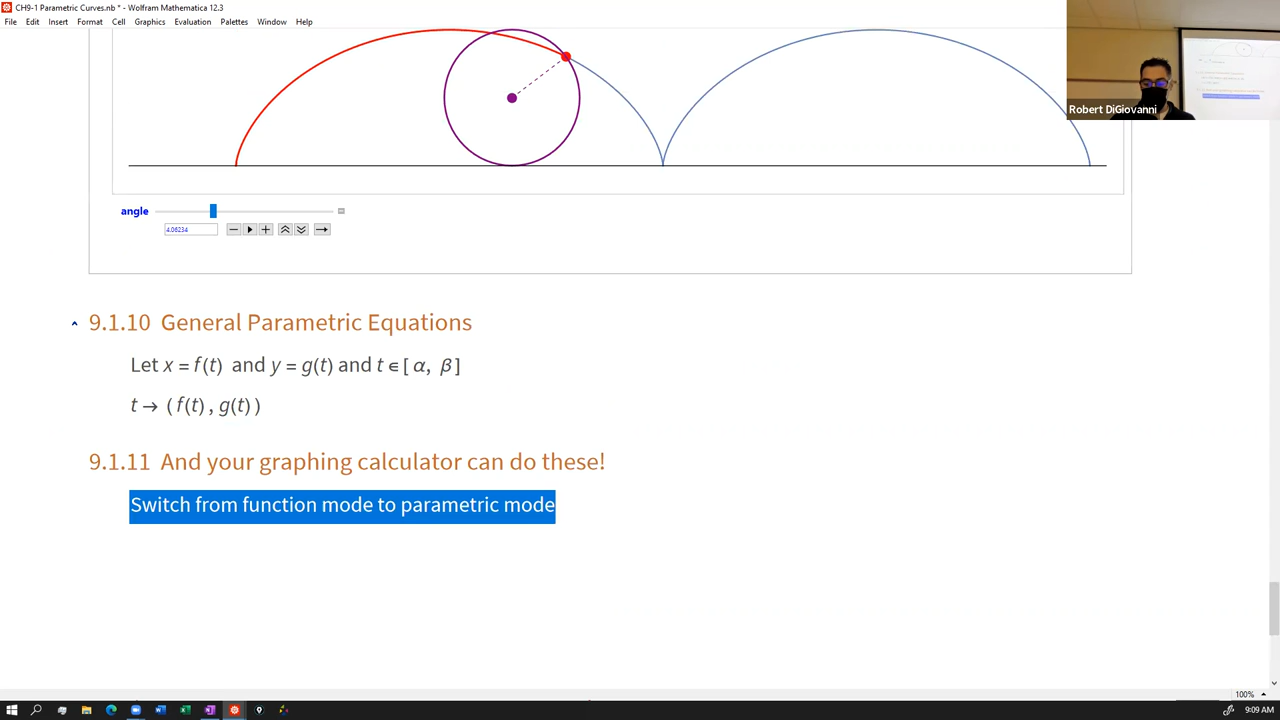 CH9-1 Parametric Curves.nb * - Wolfram Mathematica 12.3
File Edit Insert Format Cell Graphics Evaluation Palettes Window Help
Robert DiGiovanni
angle
4.06234
9.1.10 General Parametric Equations
Let x = f(t) and y = g(t) and t ∈ [ α, β ]
t → ( f(t) , g(t) )
9.1.11 And your graphing calculator can do these!
Switch from function mode to parametric mode
100%
9:09 AM